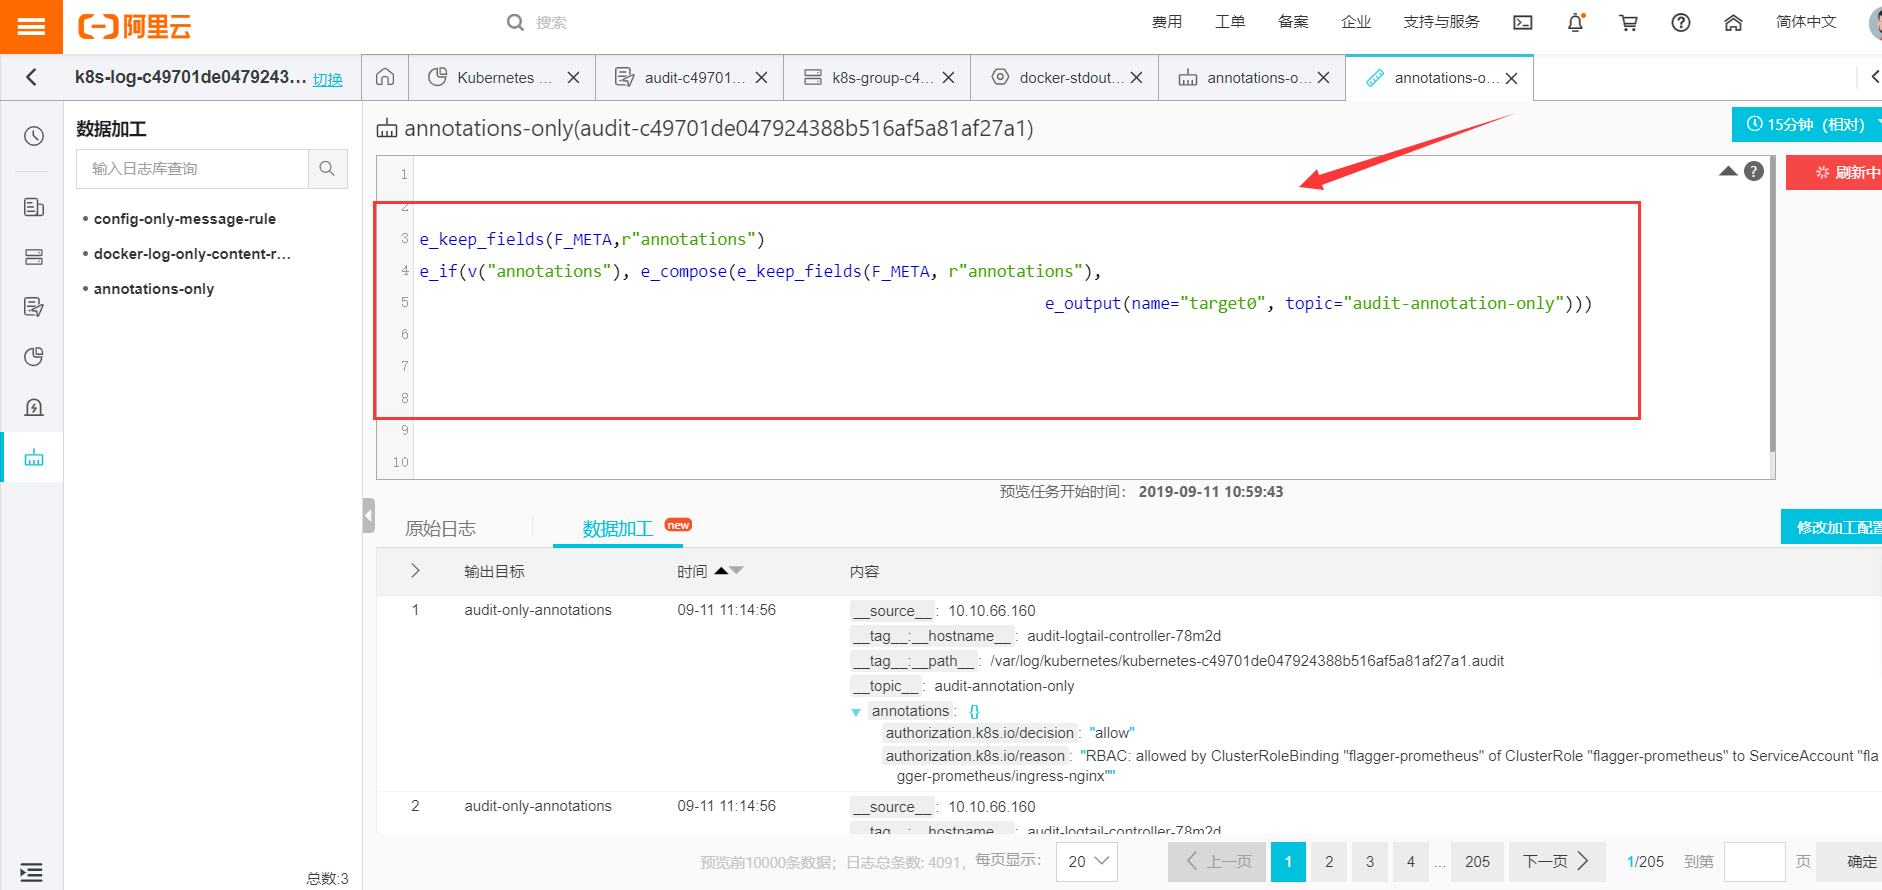 阿里云
搜索
费用 工单 备案 企业 支持与服务 简体中文
k8s-log-c49701de0479243... 切换
Kubernetes ...
audit-c49701...
k8s-group-c4...
docker-stdout...
annotations-o...
annotations-o...
数据加工
输入日志库查询
config-only-message-rule
docker-log-only-content-r...
annotations-only
总数:3
annotations-only(audit-c49701de047924388b516af5a81af27a1)
15分钟（相对）
刷新中
1
2
3 e_keep_fields(F_META,r"annotations")
4 e_if(v("annotations"), e_compose(e_keep_fields(F_META, r"annotations"),
5 e_output(name="target0", topic="audit-annotation-only")))
6
7
8
9
10
预览任务开始时间： 2019-09-11 10:59:43
原始日志 数据加工 new
修改加工配置
输出目标 时间 内容
1 audit-only-annotations 09-11 11:14:56 __source__ : 10.10.66.160
__tag__:__hostname__ : audit-logtail-controller-78m2d
__tag__:__path__ : /var/log/kubernetes/kubernetes-c49701de047924388b516af5a81af27a1.audit
__topic__ : audit-annotation-only
annotations : {}
authorization.k8s.io/decision : "allow"
authorization.k8s.io/reason : "RBAC: allowed by ClusterRoleBinding "flagger-prometheus" of ClusterRole "flagger-prometheus" to ServiceAccount "fla
gger-prometheus/ingress-nginx""
2 audit-only-annotations 09-11 11:14:56 __source__ : 10.10.66.160
__tag__:__hostname__ : audit-logtail-controller-78m2d
预览前10000条数据；日志总条数: 4091， 每页显示： 20 上一页 1 2 3 4 ... 205 下一页 1/205 到第 页 确定